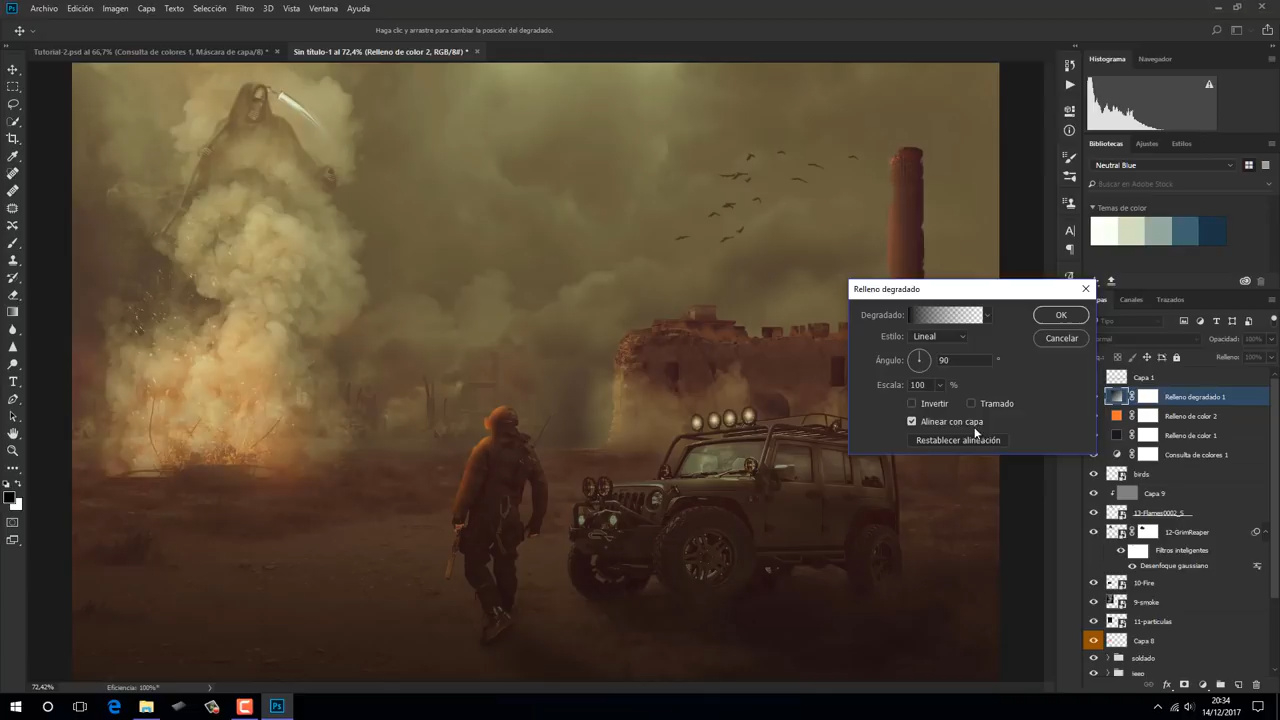 Ps Archivo Edición Imagen Capa Texto Selección Filtro 3D Vista Ventana Ayuda
Haga clic y arrastre para cambiar la posición del degradado.
Tutorial-2.psd al 66,7% (Consulta de colores 1, Máscara de capa/8) * ×
Sin título-1 al 72,4% (Relleno de color 2, RGB/8#) * ×
Histograma Navegador
Bibliotecas Ajustes Estilos
Neutral Blue
Buscar en Adobe Stock
Temas de color
Relleno degradado
Degradado:
OK
Estilo: Lineal
Cancelar
Ángulo: 90 °
Escala: 100 %
Invertir Tramado
Alinear con capa
Restablecer alineación
Canales Trazados
Tipo
Opacidad: 100%
Relleno: 100%
Capa 1
Relleno degradado 1
Relleno de color 2
Relleno de color 1
Consulta de colores 1
birds
Capa 9
13-Flames0002_S
12-GrimReaper
Filtros inteligentes
Desenfoque gaussiano
10-Fire
9-smoke
11-particulas
Capa 8
soldado
jeep
72,42% Eficiencia: 100%*
Ps
20:34
14/12/2017